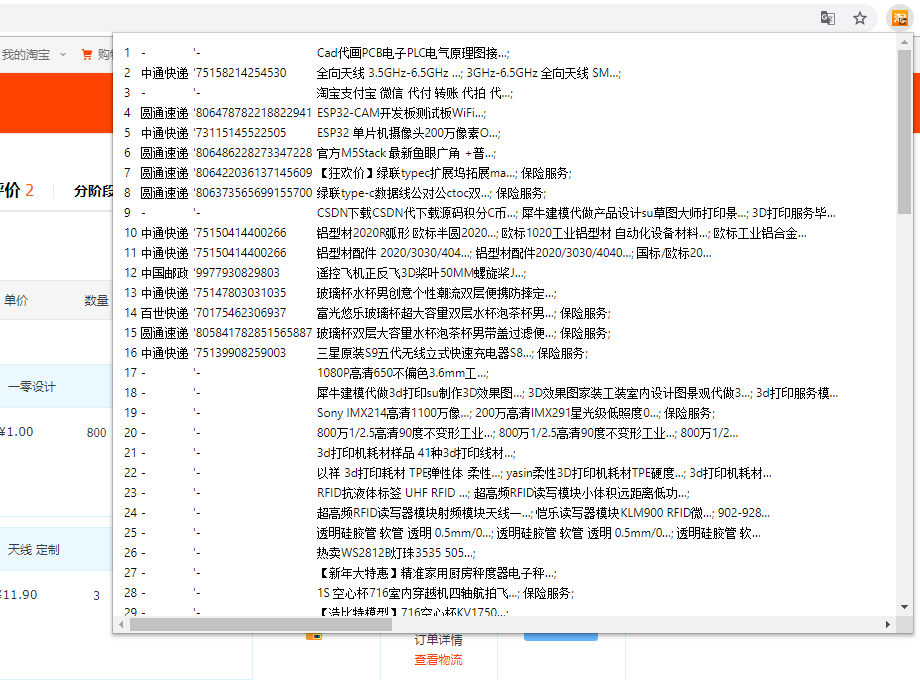 我的淘宝
购物
1 - '- Cad代画PCB电子PLC电气原理图接...;
2 中通快递 '75158214254530 全向天线 3.5GHz-6.5GHz ...; 3GHz-6.5GHz 全向天线 SM...;
3 - '- 淘宝支付宝 微信 代付 转账 代拍 代...;
4 圆通速递 '806478782218822941 ESP32-CAM开发板测试板WiFi...;
5 中通快递 '73115145522505 ESP32 单片机摄像头200万像素O...;
6 圆通速递 '806486228273347228 官方M5Stack 最新鱼眼广角 +普...;
7 圆通速递 '806422036137145609 【狂欢价】绿联typec扩展坞拓展ma...; 保险服务;
8 圆通速递 '806373565699155700 绿联type-c数据线公对公ctoc双...; 保险服务;
9 - '- CSDN下载CSDN代下载源码积分C币...; 犀牛建模代做产品设计su草图大师打印景...; 3D打印服务毕...
10 中通快递 '75150414400266 铝型材2020R弧形 欧标半圆2020...; 欧标1020工业铝型材 自动化设备材料...; 欧标工业铝合金...
11 中通快递 '75150414400266 铝型材配件 2020/3030/404...; 铝型材配件2020/3030/4040...; 国标/欧标20...
12 中国邮政 '9977930829803 遥控飞机正反飞3D桨叶50MM螺旋桨J...;
13 中通快递 '75147803031035 玻璃杯水杯男创意个性潮流双层便携防摔定...;
14 百世快递 '70175462306937 富光悠乐玻璃杯超大容量双层水杯泡茶杯男...; 保险服务;
15 圆通速递 '805841782851565887 玻璃杯双层大容量水杯泡茶杯男带盖过滤便...; 保险服务;
16 中通快递 '75139908259003 三星原装S9五代无线立式快速充电器S8...; 保险服务;
17 - '- 1080P高清650不偏色3.6mm工...;
18 - '- 犀牛建模代做3d打印su制作3D效果图...; 3D效果图家装工装室内设计图景观代做3...; 3d打印服务模...
19 - '- Sony IMX214高清1100万像...; 200万高清IMX291星光级低照度0...; 保险服务;
20 - '- 800万1/2.5高清90度不变形工业...; 800万1/2.5高清90度不变形工业...; 800万1/2...
21 - '- 3d打印机耗材样品 41种3d打印线材...;
22 - '- 以祥 3d打印耗材 TPE弹性体 柔性...; yasin柔性3D打印机耗材TPE硬度...; 3d打印机耗材...
23 - '- RFID抗液体标签 UHF RFID ...; 超高频RFID读写模块小体积远距离低功...;
24 - '- 超高频RFID读写器模块射频模块天线一...; 恺乐读写器模块KLM900 RFID微...; 902-928...
25 - '- 透明硅胶管 软管 透明 0.5mm/0...; 透明硅胶管 软管 透明 0.5mm/0...; 透明硅胶管 软...
26 - '- 热卖WS2812B灯珠3535 505...;
27 - '- 【新年大特惠】精准家用厨房秤度器电子秤...;
28 - '- 1S 空心杯716室内穿越机四轴航拍飞...; 保险服务;
29 - '- 【浩比特模型】716空心杯KV1750...;
评价 2
分阶段
单价 数量
一零设计
¥1.00 800
天线 定制
¥11.90 3
订单详情
查看物流